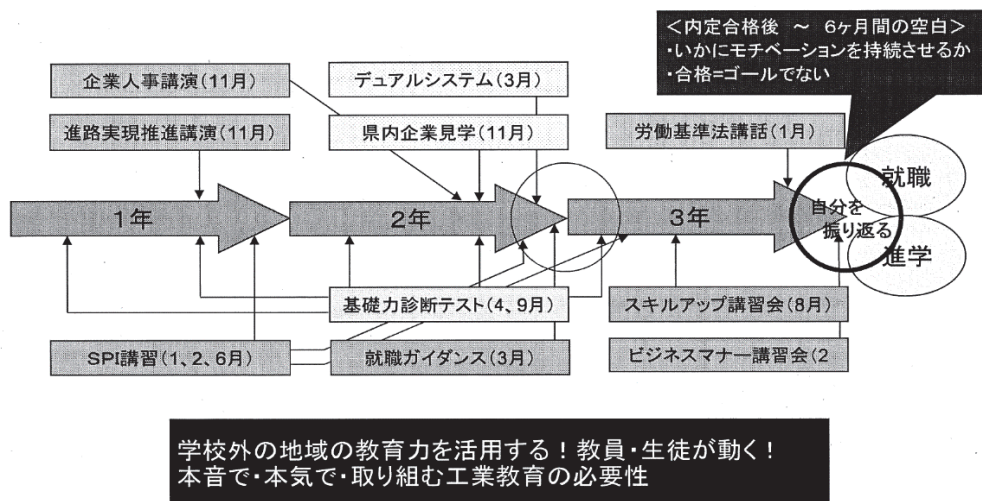 <内定合格後 ～ 6ヶ月間の空白>
・いかにモチベーションを持続させるか
・合格=ゴールでない
企業人事講演(11月)
デュアルシステム(3月)
進路実現推進講演(11月)
県内企業見学(11月)
労働基準法講話(1月)
1年
2年
3年
自分を
振り返る
就職
進学
基礎力診断テスト(4、9月)
スキルアップ講習会(8月)
SPI講習(1、2、6月)
就職ガイダンス(3月)
ビジネスマナー講習会(2
学校外の地域の教育力を活用する！教員・生徒が動く！
本音で・本気で・取り組む工業教育の必要性